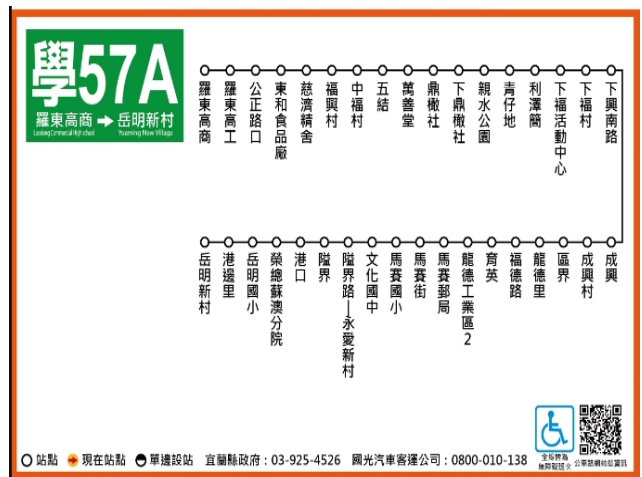 學57A
羅東高商 → 岳明新村
羅東高商
羅東高工
公正路口
東和食品廠
慈濟精舍
福興村
中福村
五結
萬善堂
鼎橄社
下鼎橄社
親水公園
青仔地
利澤簡
下福活動中心
下福村
下興南路
成興
成興村
區界
龍德里
福德路
育英
龍德工業區2
馬賽郵局
馬賽街
馬賽國小
文化國中
隘界路—永愛新村
隘界
港口
榮總蘇澳分院
岳明國小
港邊里
岳明新村
站點 現在站點 單邊設站 宜蘭縣政府：03-925-4526 國光汽車客運公司：0800-010-138